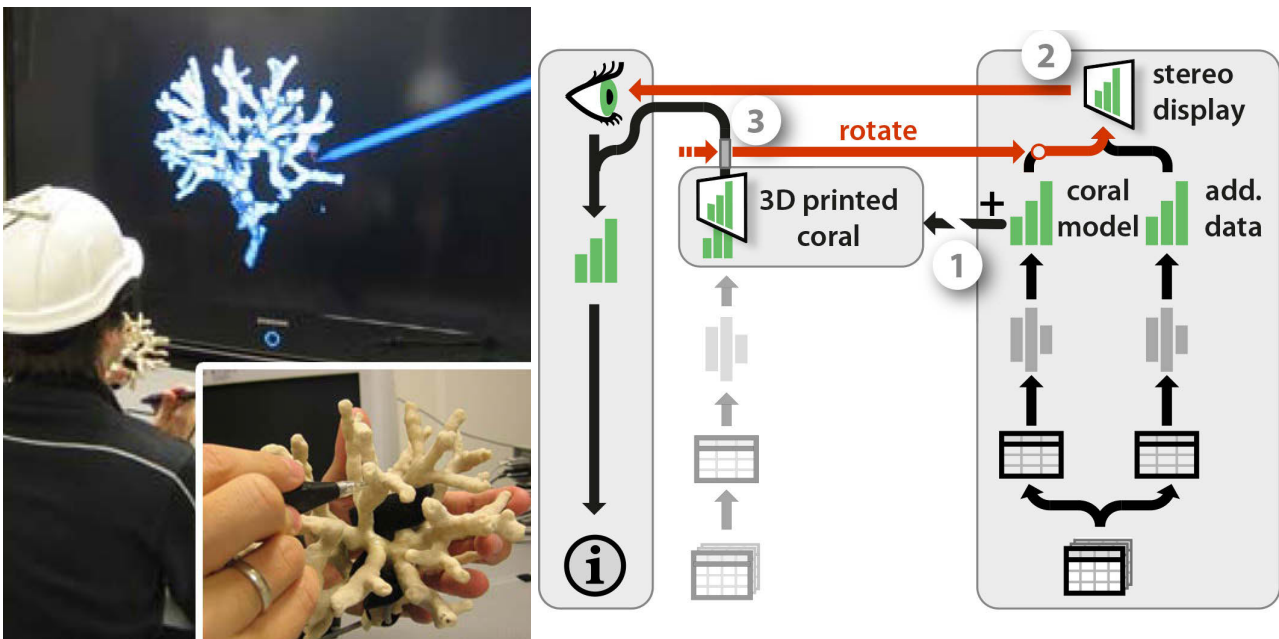 2
stereo
display
3
rotate
3D printed
coral
+
coral
model
add.
data
1
i